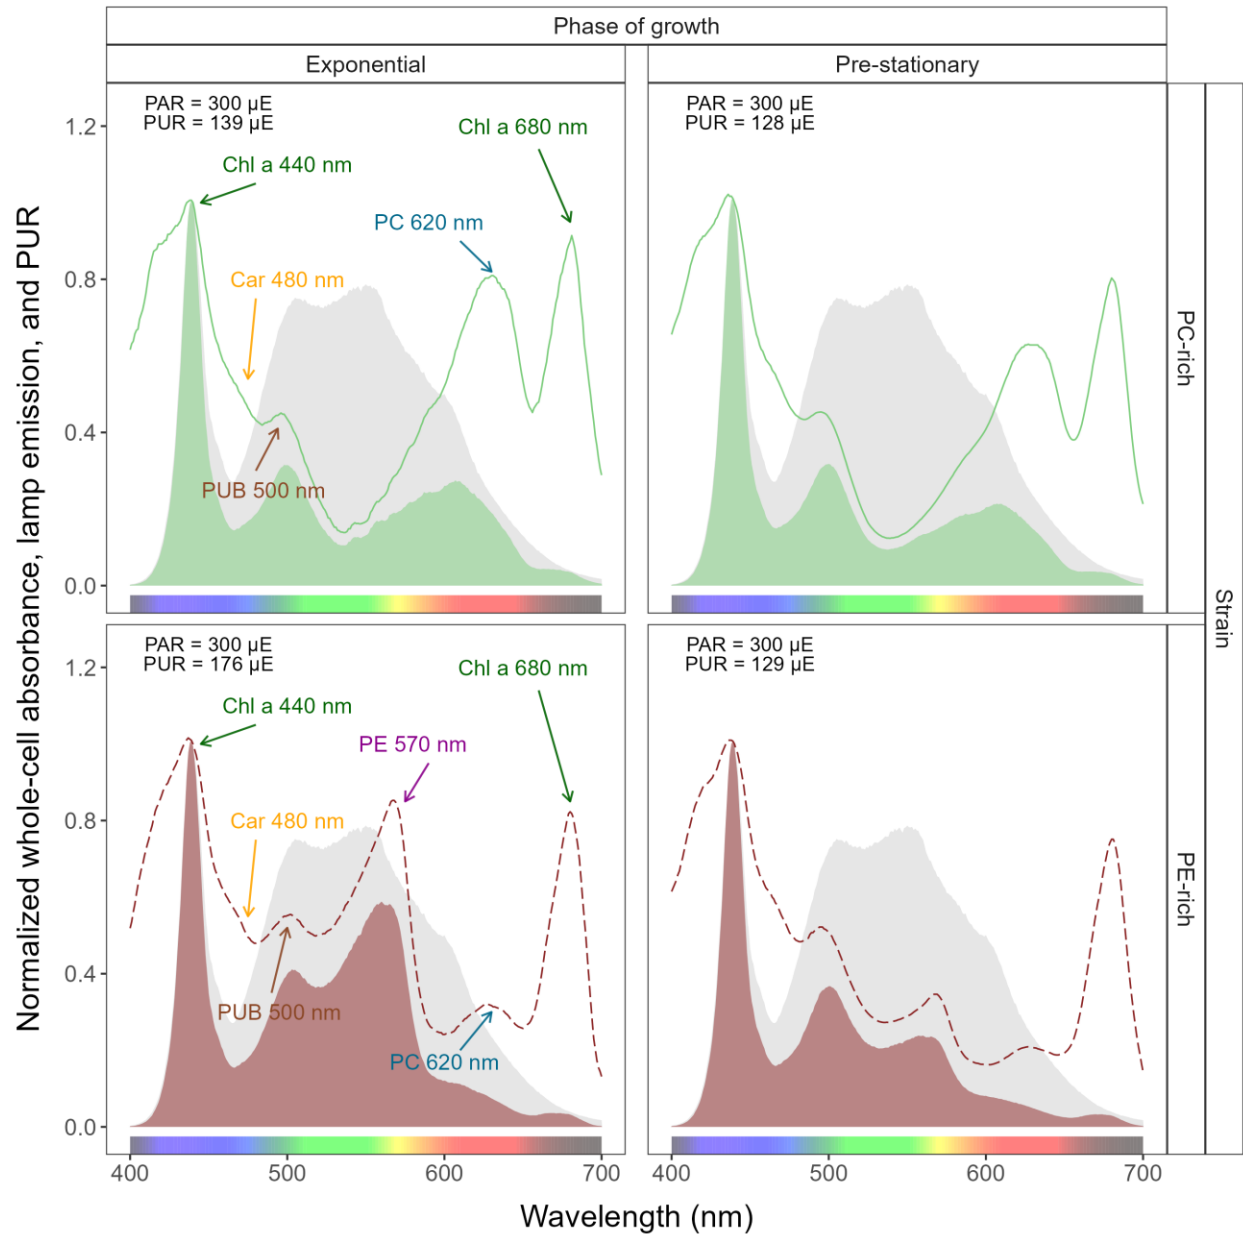 Phase of growth
Exponential
Pre-stationary
PAR = 300 µE
PUR = 139 µE
Chl a 440 nm
Chl a 680 nm
PC 620 nm
Car 480 nm
PUB 500 nm
PAR = 300 µE
PUR = 128 µE
PC-rich
1.2
0.8
0.4
0.0
PAR = 300 µE
PUR = 176 µE
Chl a 440 nm
Chl a 680 nm
PE 570 nm
Car 480 nm
PUB 500 nm
PC 620 nm
PAR = 300 µE
PUR = 129 µE
PE-rich
Strain
1.2
0.8
0.4
0.0
400 500 600 700
400 500 600 700
Wavelength (nm)
Normalized whole-cell absorbance, lamp emission, and PUR